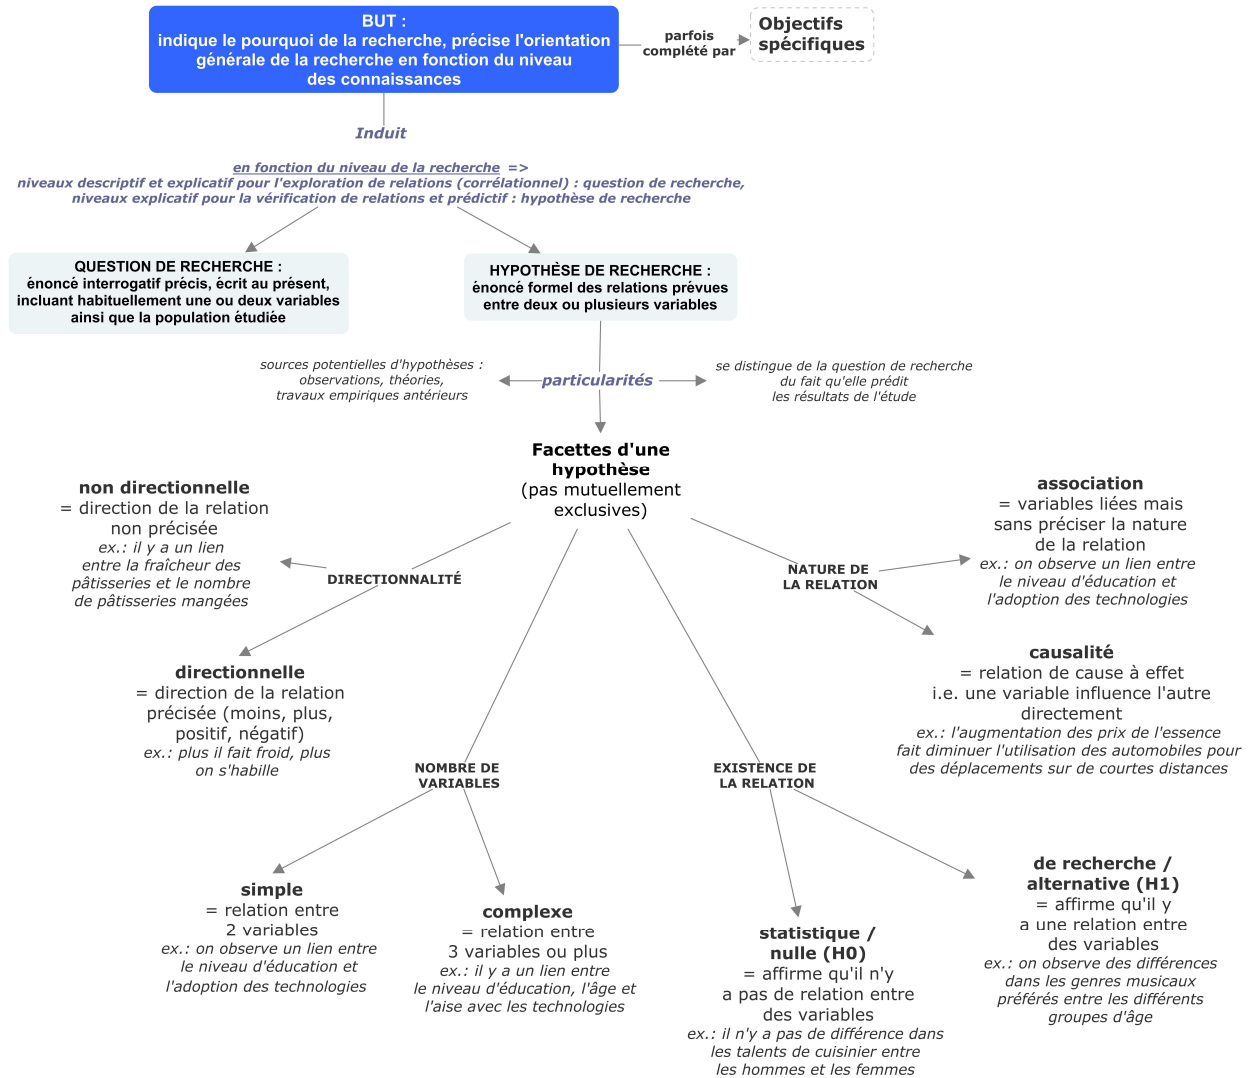 BUT :
indique le pourquoi de la recherche, précise l'orientation
générale de la recherche en fonction du niveau
des connaissances
parfois
complété par
Objectifs
spécifiques
Induit
en fonction du niveau de la recherche =>
niveaux descriptif et explicatif pour l'exploration de relations (corrélationnel) : question de recherche,
niveaux explicatif pour la vérification de relations et prédictif : hypothèse de recherche
QUESTION DE RECHERCHE :
énoncé interrogatif précis, écrit au présent,
incluant habituellement une ou deux variables
ainsi que la population étudiée
HYPOTHÈSE DE RECHERCHE :
énoncé formel des relations prévues
entre deux ou plusieurs variables
sources potentielles d'hypothèses :
observations, théories,
travaux empiriques antérieurs
particularités
se distingue de la question de recherche
du fait qu'elle prédit
les résultats de l'étude
Facettes d'une
hypothèse
(pas mutuellement
exclusives)
non directionnelle
= direction de la relation
non précisée
ex.: il y a un lien
entre la fraîcheur des
pâtisseries et le nombre
de pâtisseries mangées
DIRECTIONNALITÉ
directionnelle
= direction de la relation
précisée (moins, plus,
positif, négatif)
ex.: plus il fait froid, plus
on s'habille
NATURE DE
LA RELATION
association
= variables liées mais
sans préciser la nature
de la relation
ex.: on observe un lien entre
le niveau d'éducation et
l'adoption des technologies
causalité
= relation de cause à effet
i.e. une variable influence l'autre
directement
ex.: l'augmentation des prix de l'essence
fait diminuer l'utilisation des automobiles pour
des déplacements sur de courtes distances
NOMBRE DE
VARIABLES
simple
= relation entre
2 variables
ex.: on observe un lien entre
le niveau d'éducation et
l'adoption des technologies
complexe
= relation entre
3 variables ou plus
ex.: il y a un lien entre
le niveau d'éducation, l'âge et
l'aise avec les technologies
EXISTENCE DE
LA RELATION
statistique /
nulle (H0)
= affirme qu'il n'y
a pas de relation entre
des variables
ex.: il n'y a pas de différence dans
les talents de cuisinier entre
les hommes et les femmes
de recherche /
alternative (H1)
= affirme qu'il y
a une relation entre
des variables
ex.: on observe des différences
dans les genres musicaux
préférés entre les différents
groupes d'âge